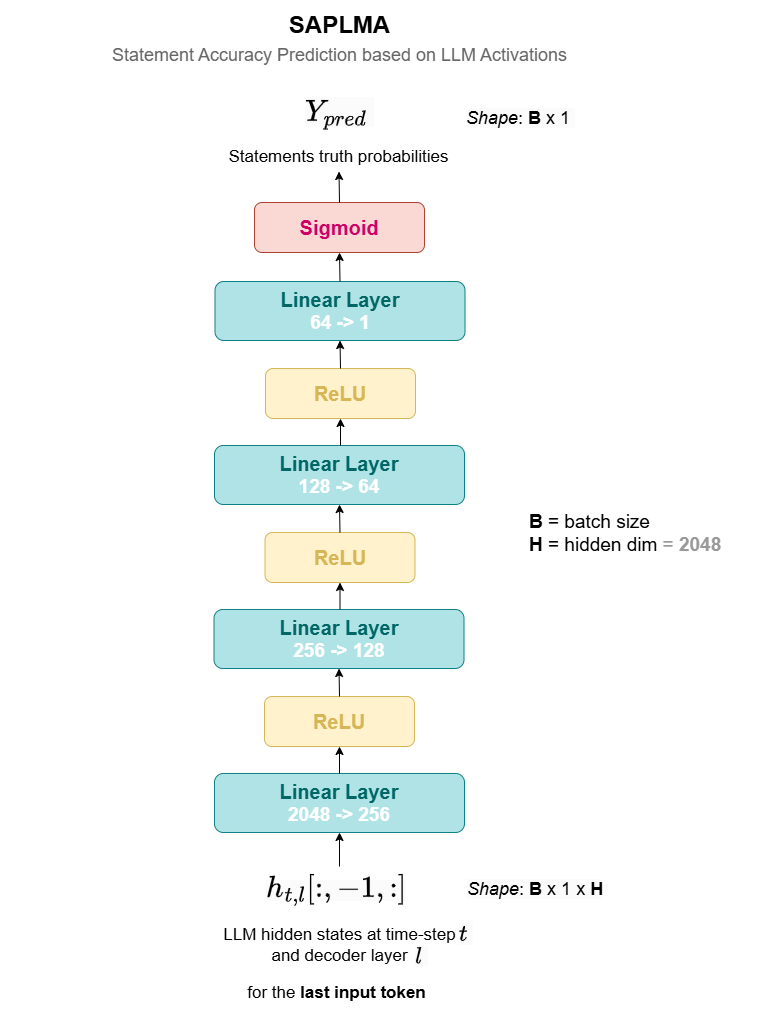 SAPLMA
Statement Accuracy Prediction based on LLM Activations
Y_{pred}
Shape: B x 1
Statements truth probabilities
Sigmoid
Linear Layer
64 -> 1
ReLU
Linear Layer
128 -> 64
ReLU
B = batch size
H = hidden dim = 2048
Linear Layer
256 -> 128
ReLU
Linear Layer
2048 -> 256
h_{t,l}[:, −1, :]
Shape: B x 1 x H
LLM hidden states at time-step t
and decoder layer l
for the last input token